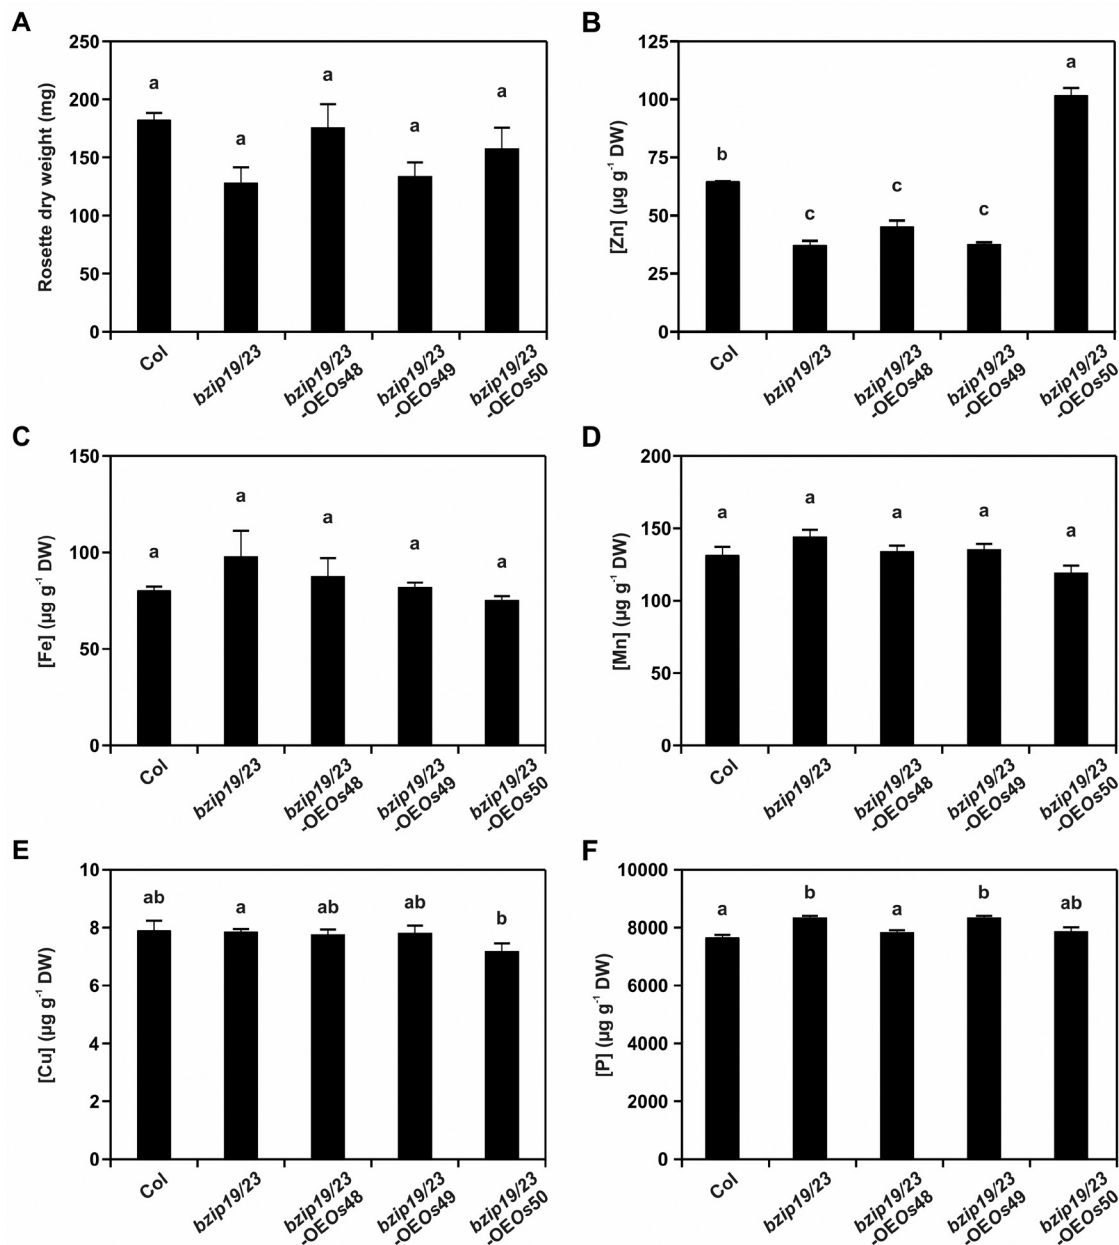 A
Rosette dry weight (mg)
250
200
150
100
50
0
a
a
a
a
a
Col
bzip19/23
bzip19/23
-OEOs48
bzip19/23
-OEOs49
bzip19/23
-OEOs50
B
[Zn] (µg g⁻¹ DW)
125
100
75
50
25
0
b
c
c
c
a
Col
bzip19/23
bzip19/23
-OEOs48
bzip19/23
-OEOs49
bzip19/23
-OEOs50
C
[Fe] (µg g⁻¹ DW)
150
100
50
0
a
a
a
a
a
Col
bzip19/23
bzip19/23
-OEOs48
bzip19/23
-OEOs49
bzip19/23
-OEOs50
D
[Mn] (µg g⁻¹ DW)
200
150
100
50
0
a
a
a
a
a
Col
bzip19/23
bzip19/23
-OEOs48
bzip19/23
-OEOs49
bzip19/23
-OEOs50
E
[Cu] (µg g⁻¹ DW)
10
8
6
4
2
0
ab
a
ab
ab
b
Col
bzip19/23
bzip19/23
-OEOs48
bzip19/23
-OEOs49
bzip19/23
-OEOs50
F
[P] (µg g⁻¹ DW)
10000
8000
6000
4000
2000
0
a
b
a
b
ab
Col
bzip19/23
bzip19/23
-OEOs48
bzip19/23
-OEOs49
bzip19/23
-OEOs50